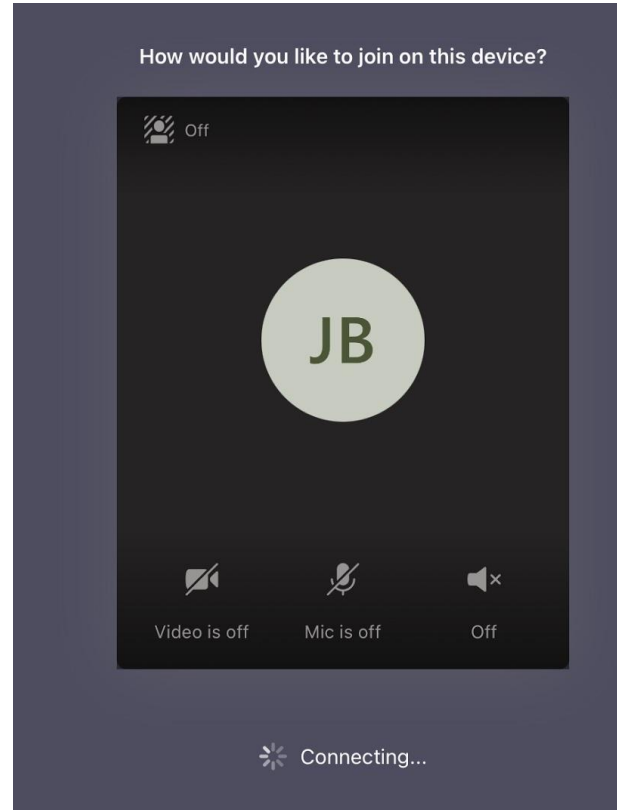 How would you like to join on this device?
Off
JB
Video is off Mic is off Off
Connecting...